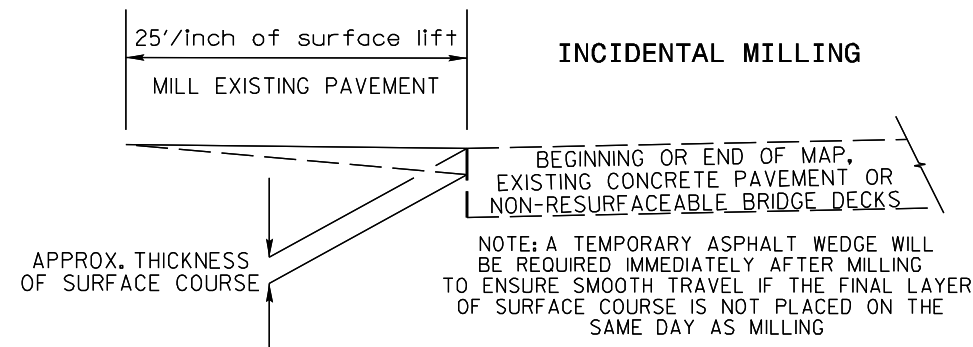 25'/inch of surface lift
MILL EXISTING PAVEMENT
INCIDENTAL MILLING
BEGINNING OR END OF MAP,
EXISTING CONCRETE PAVEMENT OR
NON-RESURFACEABLE BRIDGE DECKS
APPROX. THICKNESS
OF SURFACE COURSE
NOTE: A TEMPORARY ASPHALT WEDGE WILL
BE REQUIRED IMMEDIATELY AFTER MILLING
TO ENSURE SMOOTH TRAVEL IF THE FINAL LAYER
OF SURFACE COURSE IS NOT PLACED ON THE
SAME DAY AS MILLING